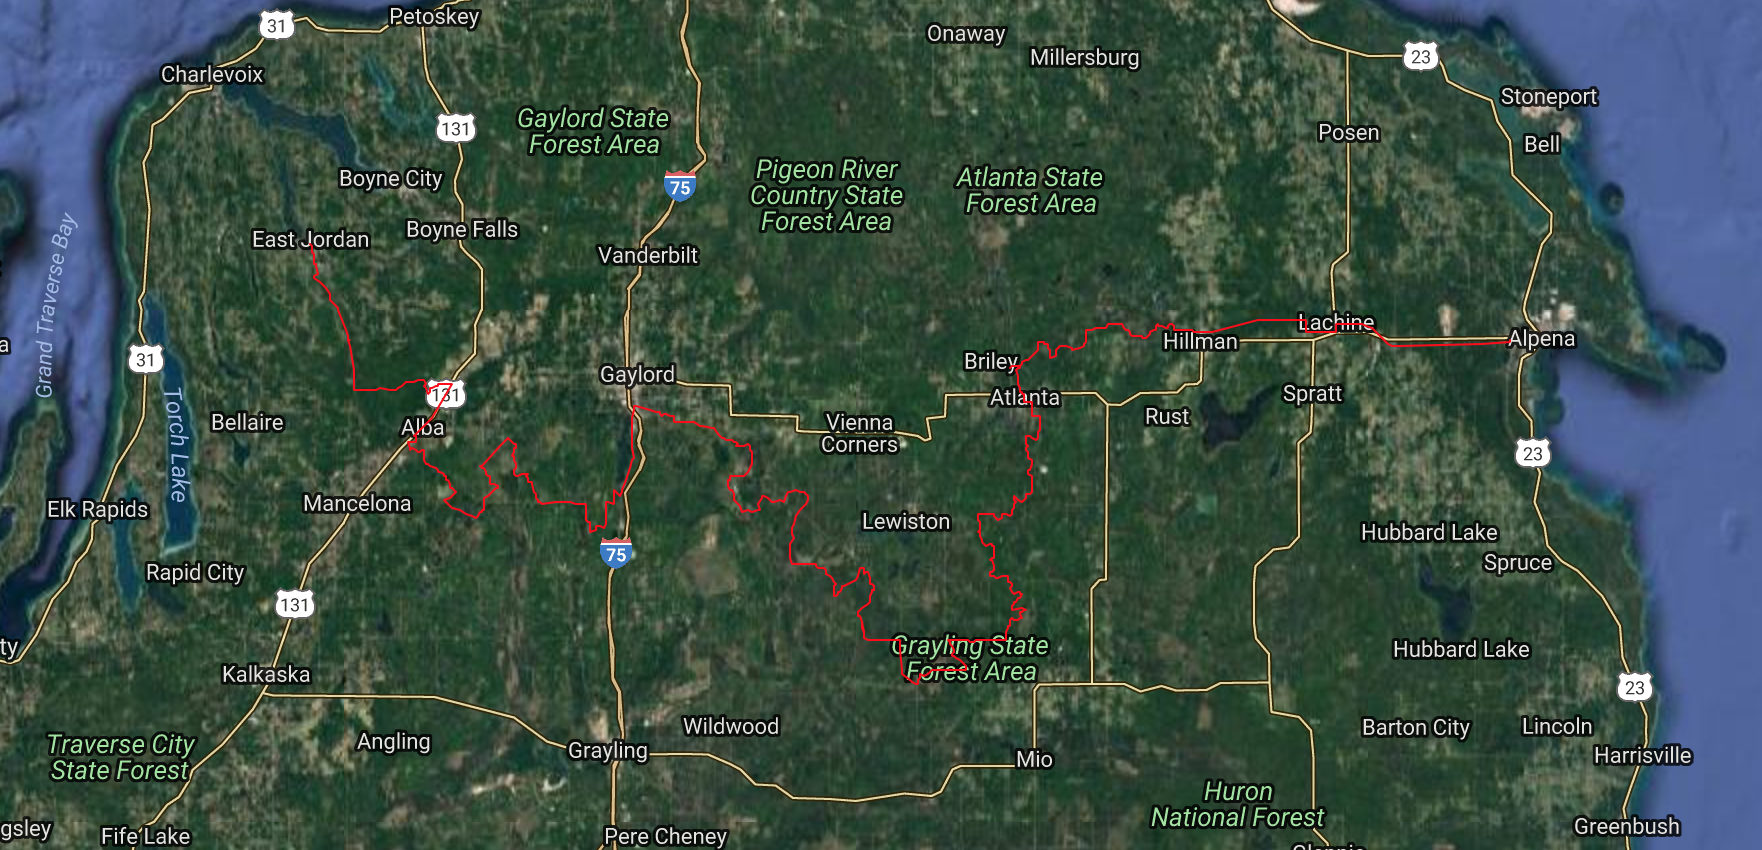 31
Petoskey
Onaway
Millersburg
23
Charlevoix
Stoneport
131
Gaylord State
Forest Area
Posen
Bell
Boyne City
75
Pigeon River
Country State
Forest Area
Atlanta State
Forest Area
East Jordan
Boyne Falls
Vanderbilt
Grand Traverse Bay
a
31
Lachine
Alpena
Hillman
Briley
Gaylord
131
Atlanta
Spratt
Torch Lake
Bellaire
Alba
Vienna
Corners
Rust
23
Elk Rapids
Mancelona
Lewiston
Hubbard Lake
75
Spruce
Rapid City
131
ty
Grayling State
Forest Area
Hubbard Lake
Kalkaska
23
Traverse City
State Forest
Angling
Wildwood
Grayling
Mio
Barton City
Lincoln
Harrisville
Huron
National Forest
gsley
Fife Lake
Pere Cheney
Greenbush